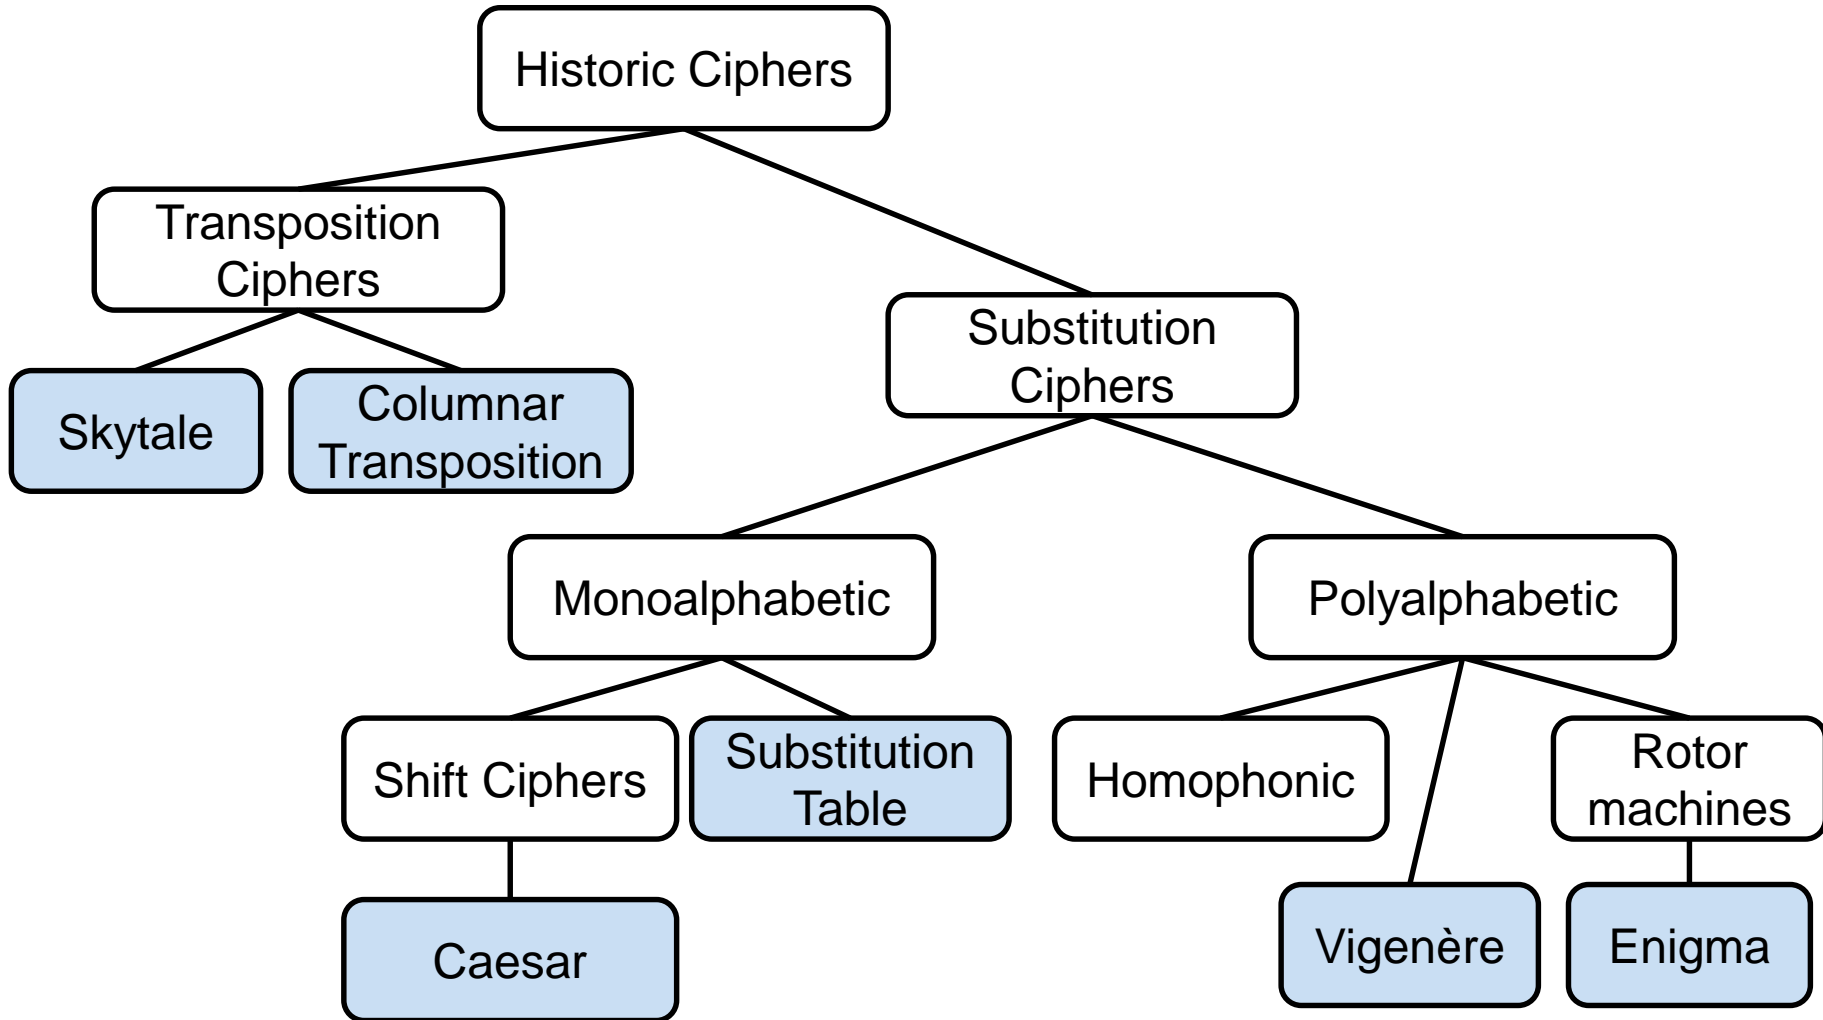 Historic Ciphers
Transposition
Ciphers
Substitution
Ciphers
Skytale
Columnar
Transposition
Monoalphabetic
Polyalphabetic
Shift Ciphers
Substitution
Table
Homophonic
Rotor
machines
Caesar
Vigenère
Enigma